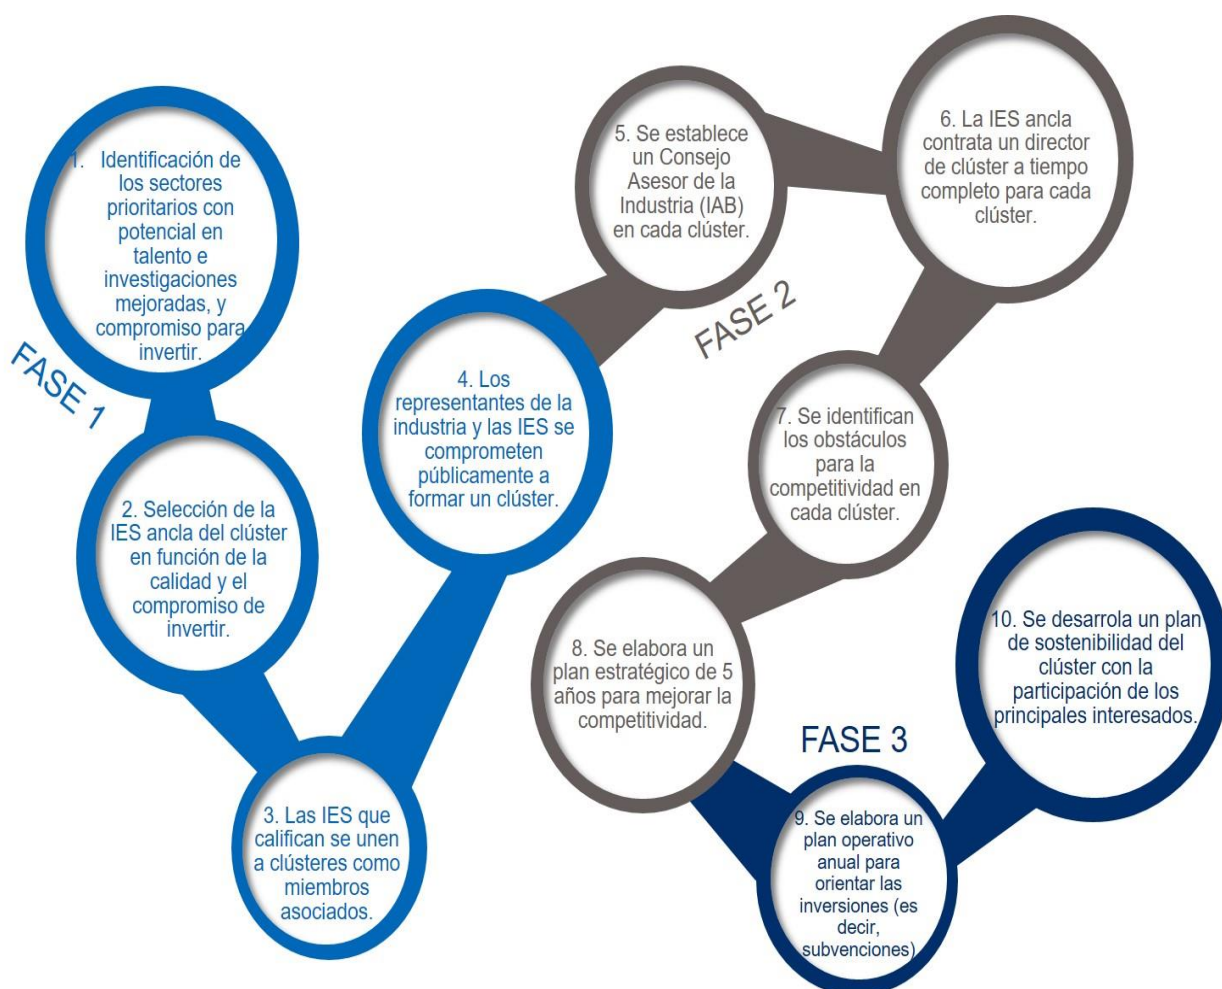 1. Identificación de
los sectores
prioritarios con
potencial en
talento e
investigaciones
mejoradas, y
compromiso para
invertir.
FASE 1
2. Selección de la
IES ancla del clúster
en función de la
calidad y el
compromiso de
invertir.
3. Las IES que
califican se unen
a clústeres como
miembros
asociados.
4. Los
representantes de la
industria y las IES se
comprometen
públicamente a
formar un clúster.
5. Se establece
un Consejo
Asesor de la
Industria (IAB)
en cada clúster.
FASE 2
6. La IES ancla
contrata un director
de clúster a tiempo
completo para cada
clúster.
7. Se identifican
los obstáculos
para la
competitividad en
cada clúster.
8. Se elabora un
plan estratégico de 5
años para mejorar la
competitividad.
FASE 3
9. Se elabora un
plan operativo
anual para
orientar las
inversiones (es
decir,
subvenciones)
10. Se desarrola un plan
de sostenibilidad del
clúster con la
participación de los
principales interesados.